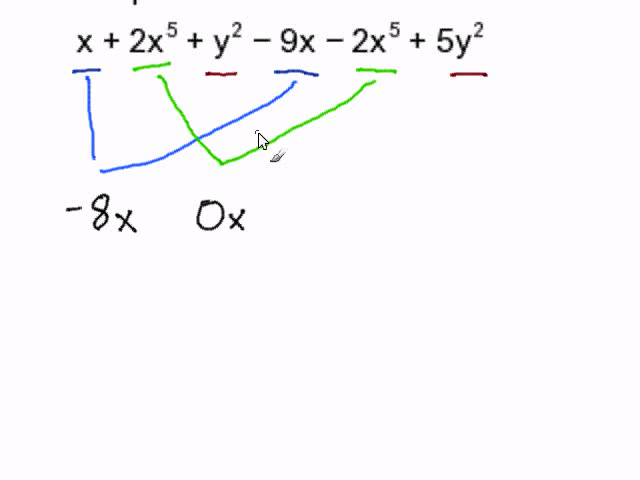 x + 2x⁵ + y² − 9x − 2x⁵ + 5y²
-8x 0x